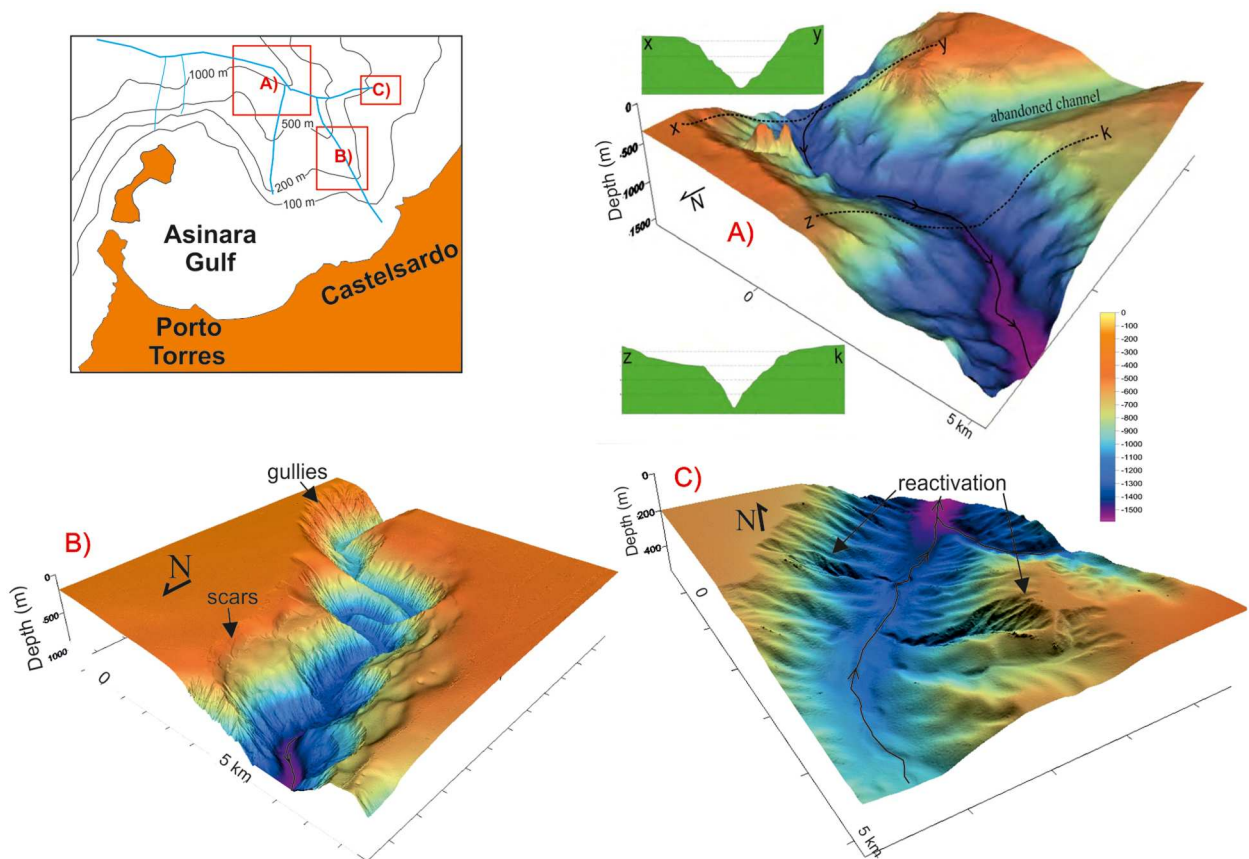 1000 m
A)
C)
500 m
B)
200 m
100 m
Asinara
Gulf
Castelsardo
Porto
Torres
x
y
0
-500
1000
-1500
Depth (m)
x
y
abandoned channel
k
z
N
A)
0
5 km
z
k
0
-100
-200
-300
-400
-500
-600
-700
-800
-900
-1000
-1100
-1200
-1300
-1400
-1500
B)
gullies
N
scars
0
500
1000
Depth (m)
0
5 km
C)
reactivation
N
0
200
400
Depth (m)
0
5 km